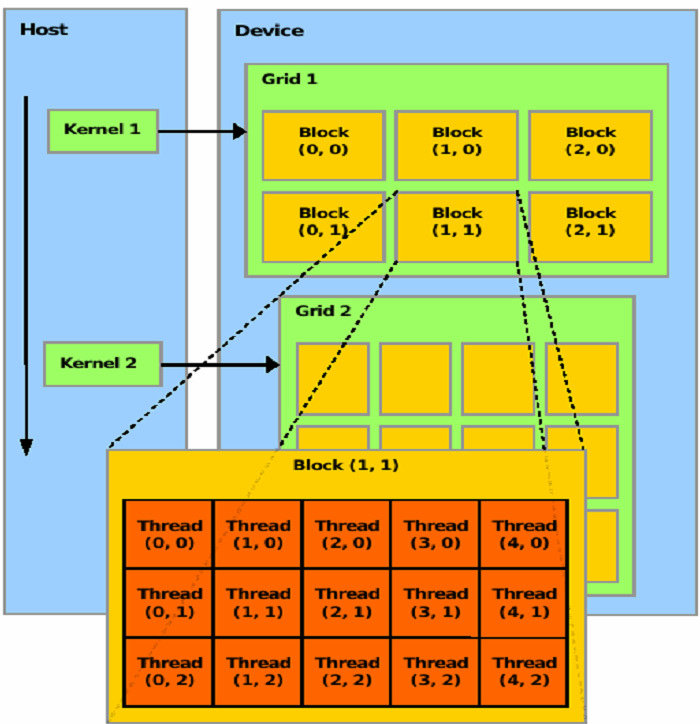 Host
Device
Grid 1
Kernel 1
Block Block Block
(0, 0) (1, 0) (2, 0)
Block Block Block
(0, 1) (1, 1) (2, 1)
Grid 2
Kernel 2
Block (1, 1)
Thread Thread Thread Thread Thread
(0, 0) (1, 0) (2, 0) (3, 0) (4, 0)
Thread Thread Thread Thread Thread
(0, 1) (1, 1) (2, 1) (3, 1) (4, 1)
Thread Thread Thread Thread Thread
(0, 2) (1, 2) (2, 2) (3, 2) (4, 2)